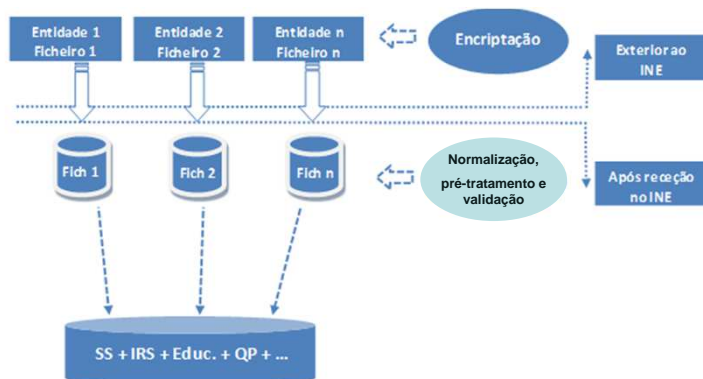 Entidade 1
Ficheiro 1
Entidade 2
Ficheiro 2
Entidade n
Ficheiro n
Encriptação
Exterior ao
INE
Fich 1
Fich 2
Fich n
Normalização,
pré-tratamento e
validação
Após receção
no INE
SS + IRS + Educ. + QP + ...